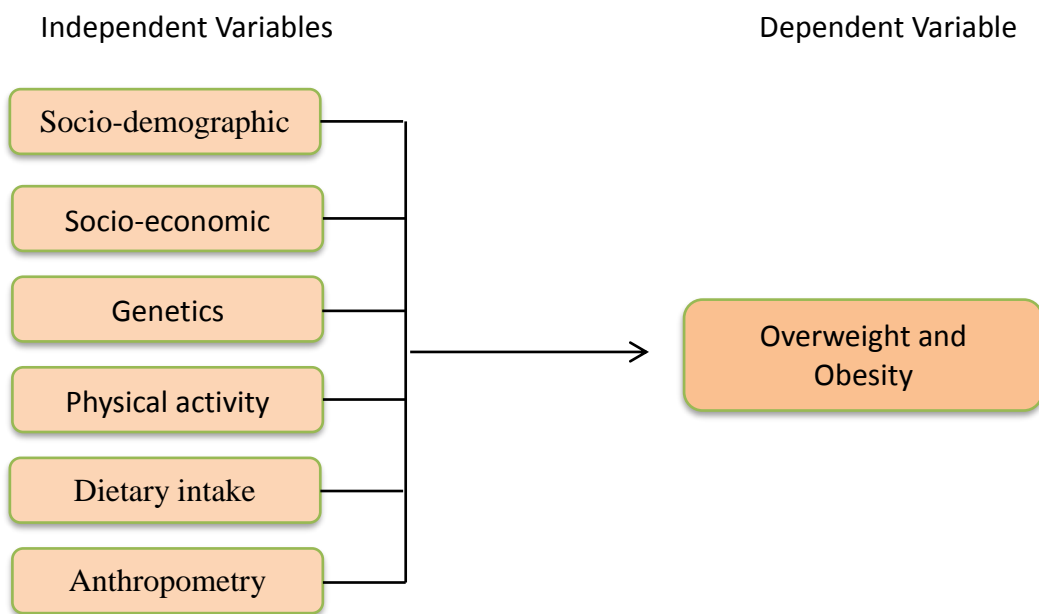 Independent Variables
Dependent Variable
Socio-demographic
Socio-economic
Genetics
Physical activity
Dietary intake
Anthropometry
Overweight and
Obesity